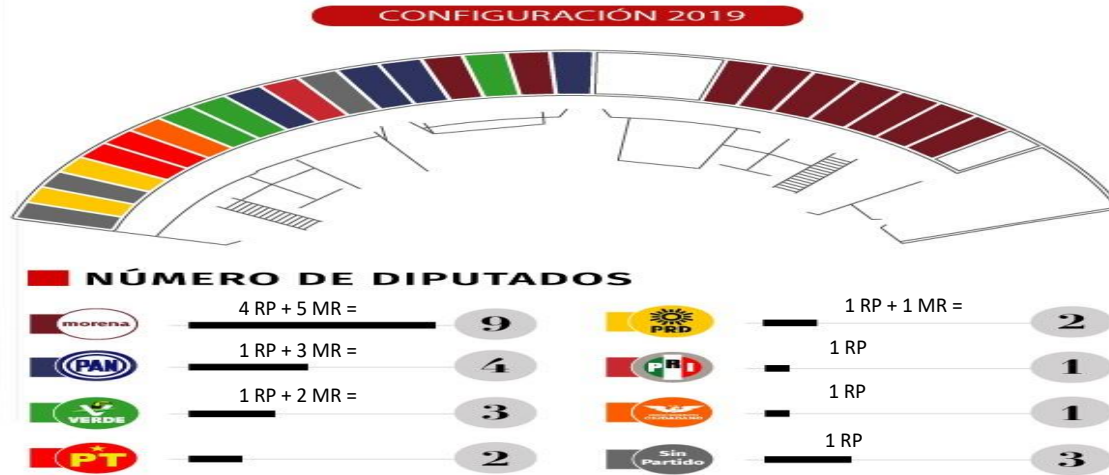 CONFIGURACIÓN 2019
NÚMERO DE DIPUTADOS
morena
4 RP + 5 MR =
9
PAN
1 RP + 3 MR =
4
VERDE
1 RP + 2 MR =
3
PT
2
PRD
1 RP + 1 MR =
2
PRI
1 RP
1
CIUDADANO
1 RP
1
Sin
Partido
1 RP
3